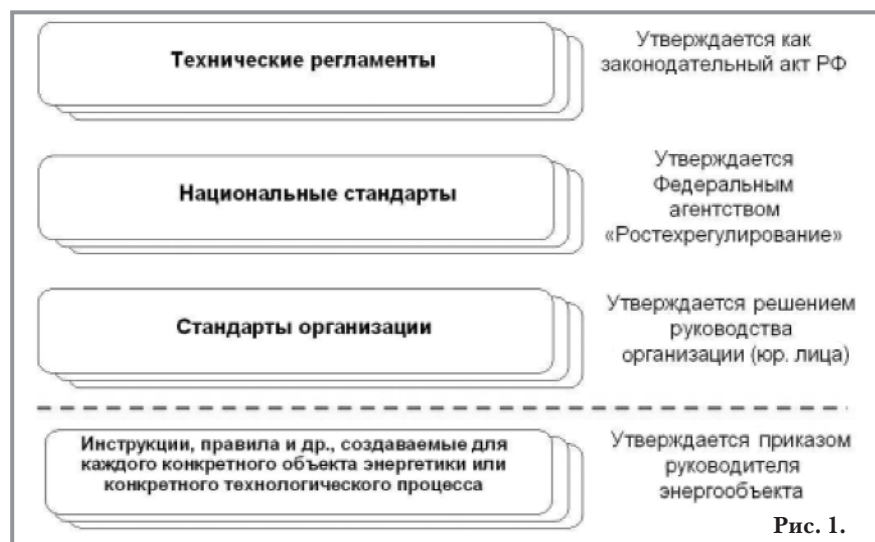 Технические регламенты
Утверждается как
законодательный акт РФ
Национальные стандарты
Утверждается
Федеральным
агентством
«Ростехрегулирование»
Стандарты организации
Утверждается решением
руководства
организации (юр. лица)
Инструкции, правила и др., создаваемые для
каждого конкретного объекта энергетики или
конкретного технологического процесса
Утверждается приказом
руководителя
энергообъекта
Рис. 1.